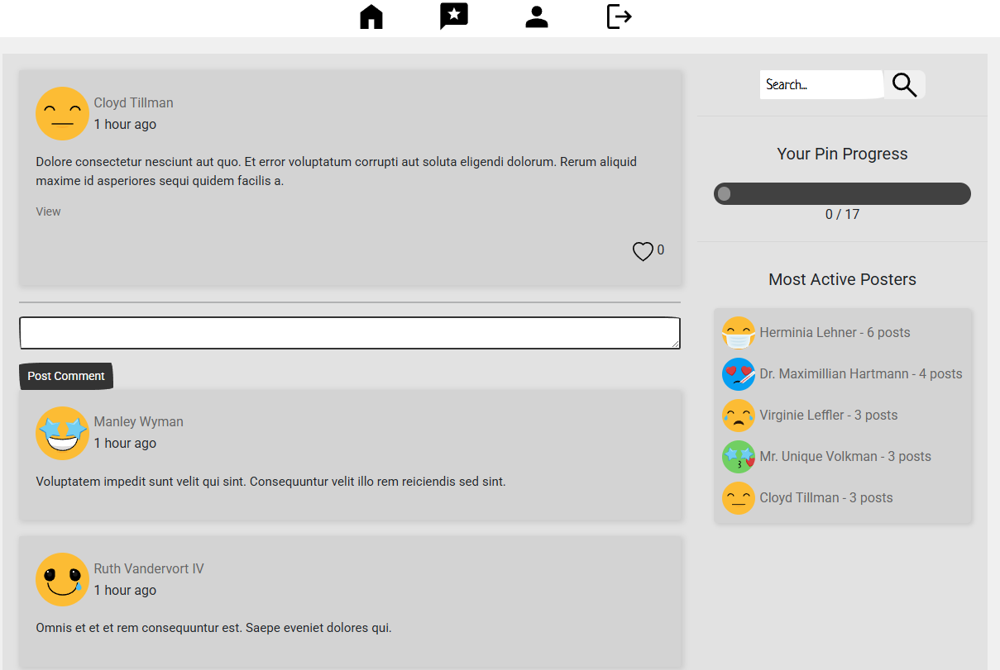 Cloyd Tillman
1 hour ago
Dolore consectetur nesciunt aut quo. Et error voluptatum corrupti aut soluta eligendi dolorum. Rerum aliquid
maxime id asperiores sequi quidem facilis a.
View
0
Post Comment
Manley Wyman
1 hour ago
Voluptatem impedit sunt velit qui sint. Consequuntur velit illo rem reiciendis sed sint.
Ruth Vandervort IV
1 hour ago
Omnis et et et rem consequuntur est. Saepe eveniet dolores qui.
Search...
Your Pin Progress
0 / 17
Most Active Posters
Herminia Lehner - 6 posts
Dr. Maximillian Hartmann - 4 posts
Virginie Leffler - 3 posts
Mr. Unique Volkman - 3 posts
Cloyd Tillman - 3 posts